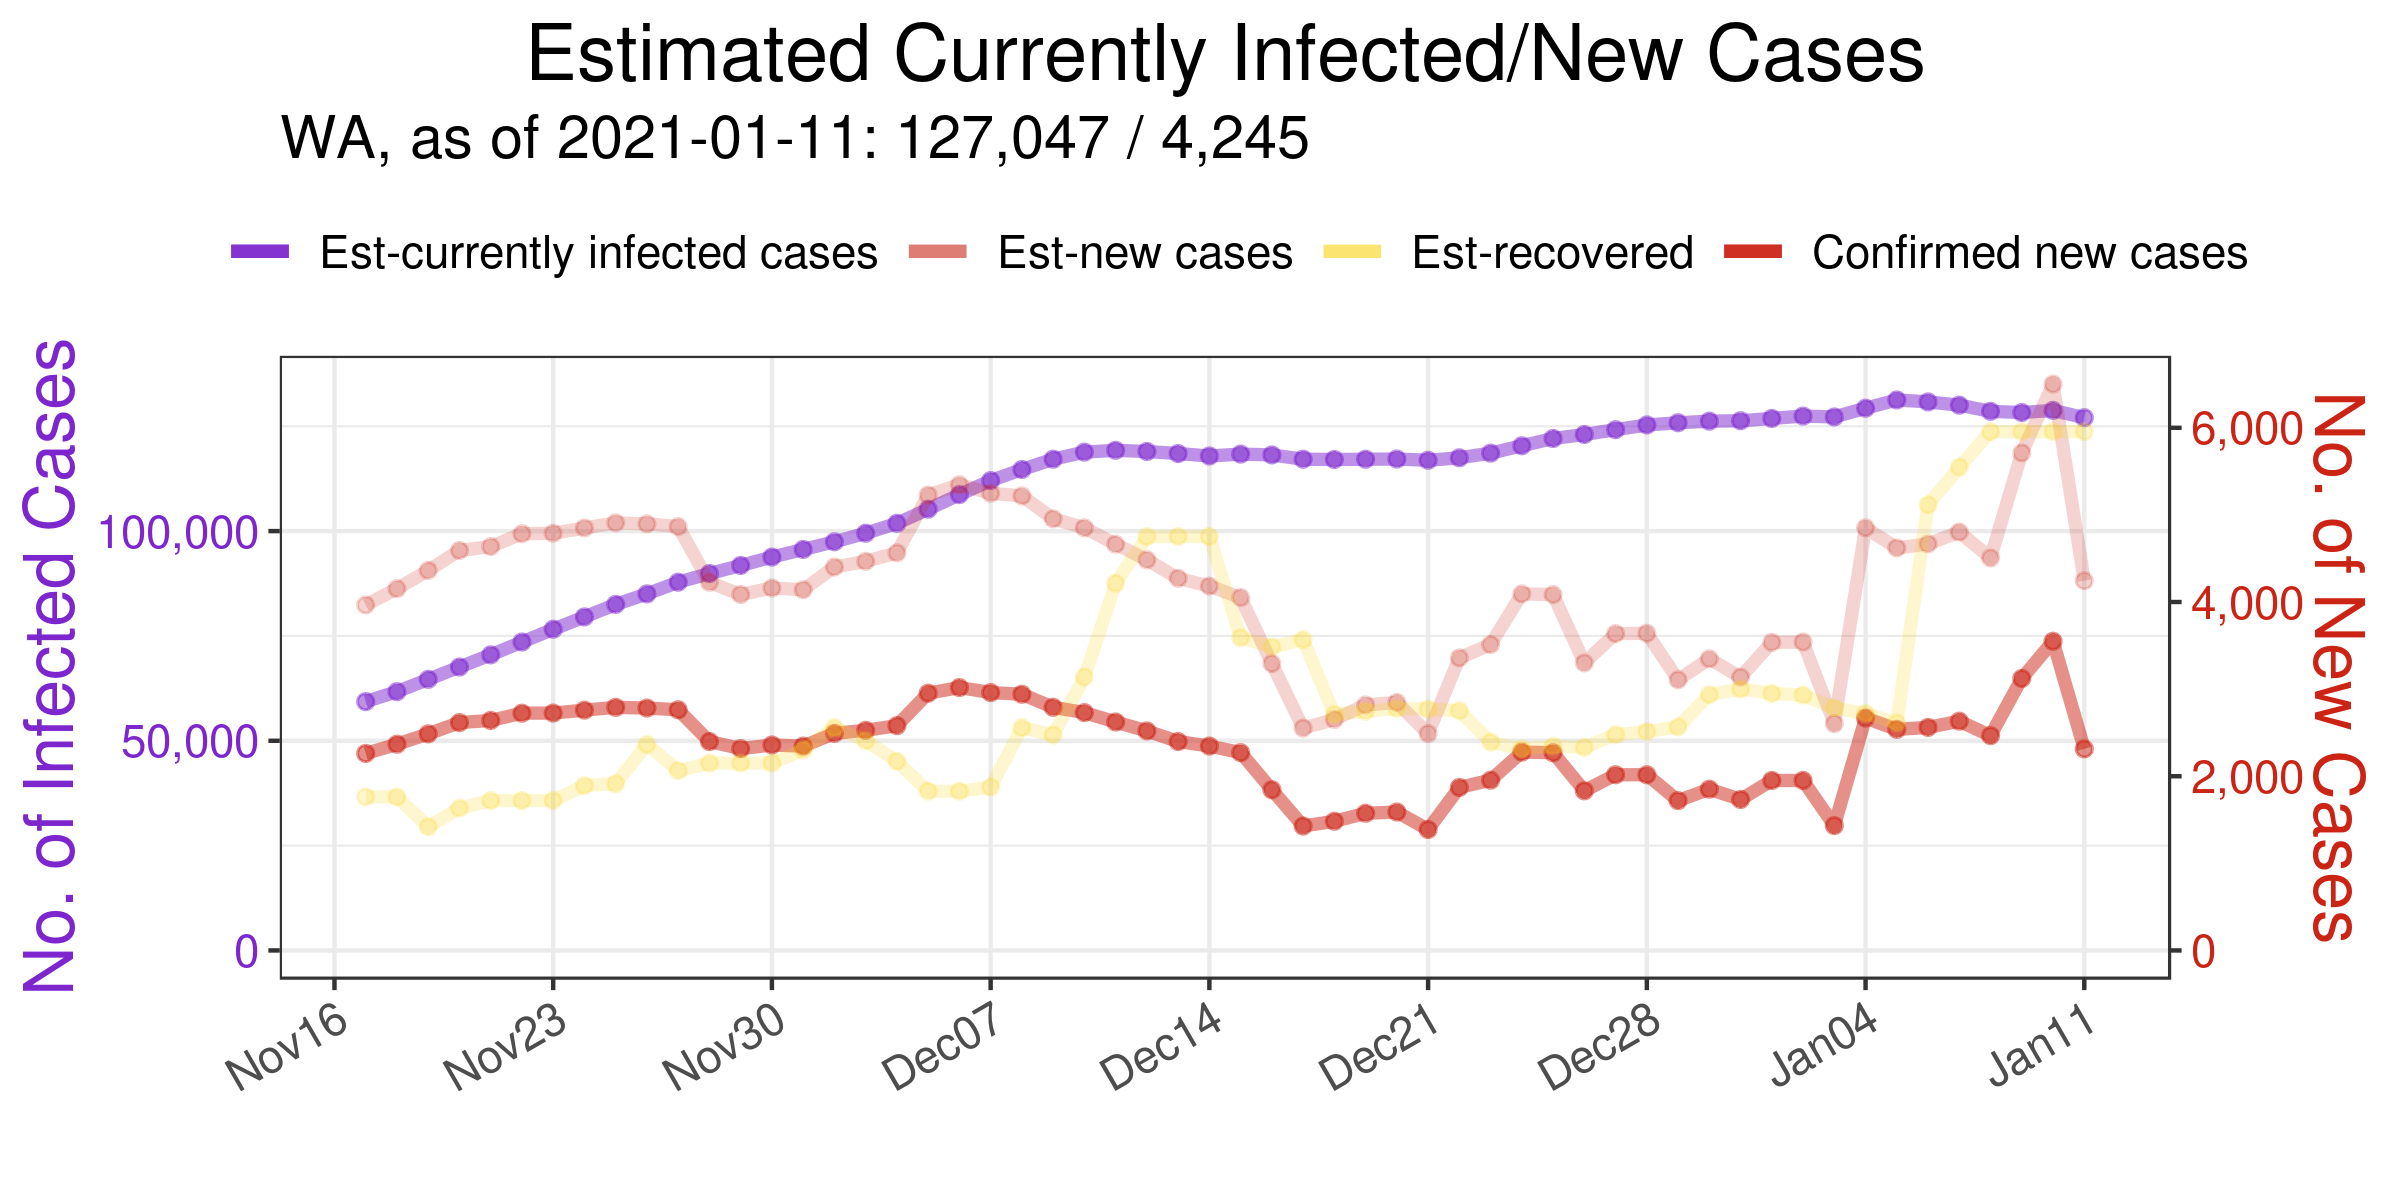 Estimated Currently Infected/New Cases
WA, as of 2021-01-11: 127,047 / 4,245
Est-currently infected cases Est-new cases Est-recovered Confirmed new cases
No. of Infected Cases
100,000
50,000
0
6,000
4,000
2,000
0
No. of New Cases
Nov16 Nov23 Nov30 Dec07 Dec14 Dec21 Dec28 Jan04 Jan11